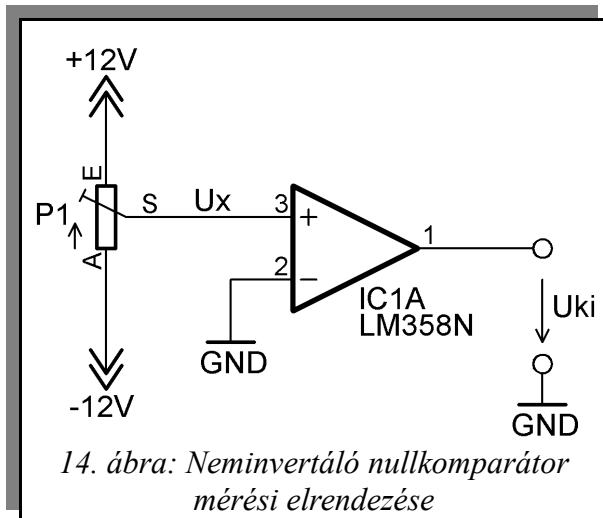 +12V
E
P1
S
Ux
3
+
1
A
2
−
IC1A
LM358N
Uki
GND
-12V
GND
14. ábra: Neminvertáló nullkomparátor
mérési elrendezése